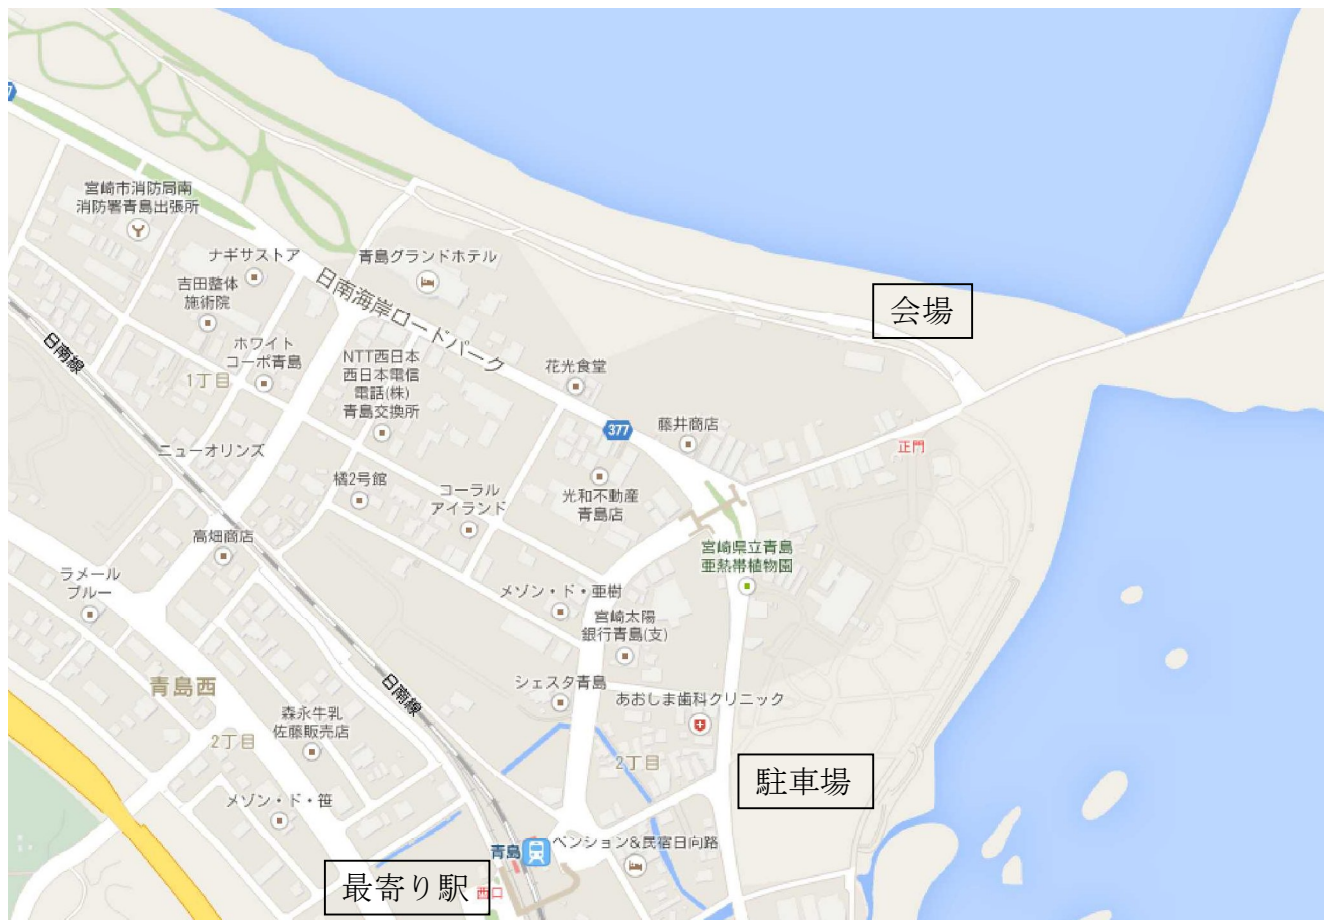 7
宮崎市消防局南
消防署青島出張所
ナギサストア
青島グランドホテル
吉田整体
施術院
日南海岸ロードパーク
会場
日南線
ホワイト
コーポ青島
NTT西日本
西日本電信
電話(株)
青島交換所
花光食堂
1丁目
377
藤井商店
正門
ニューオリンズ
橘2号館
コーラル
アイランド
光和不動産
青島店
高畑商店
宮崎県立青島
亜熱帯植物園
ラメール
ブルー
メゾン・ド・亜樹
宮崎太陽
銀行青島(支)
青島西
日南線
シェスタ青島
あおしま歯科クリニック
森永牛乳
佐藤販売店
2丁目
2丁目
駐車場
メゾン・ド・笹
青島
ペンション&民宿日向路
最寄り駅
西口